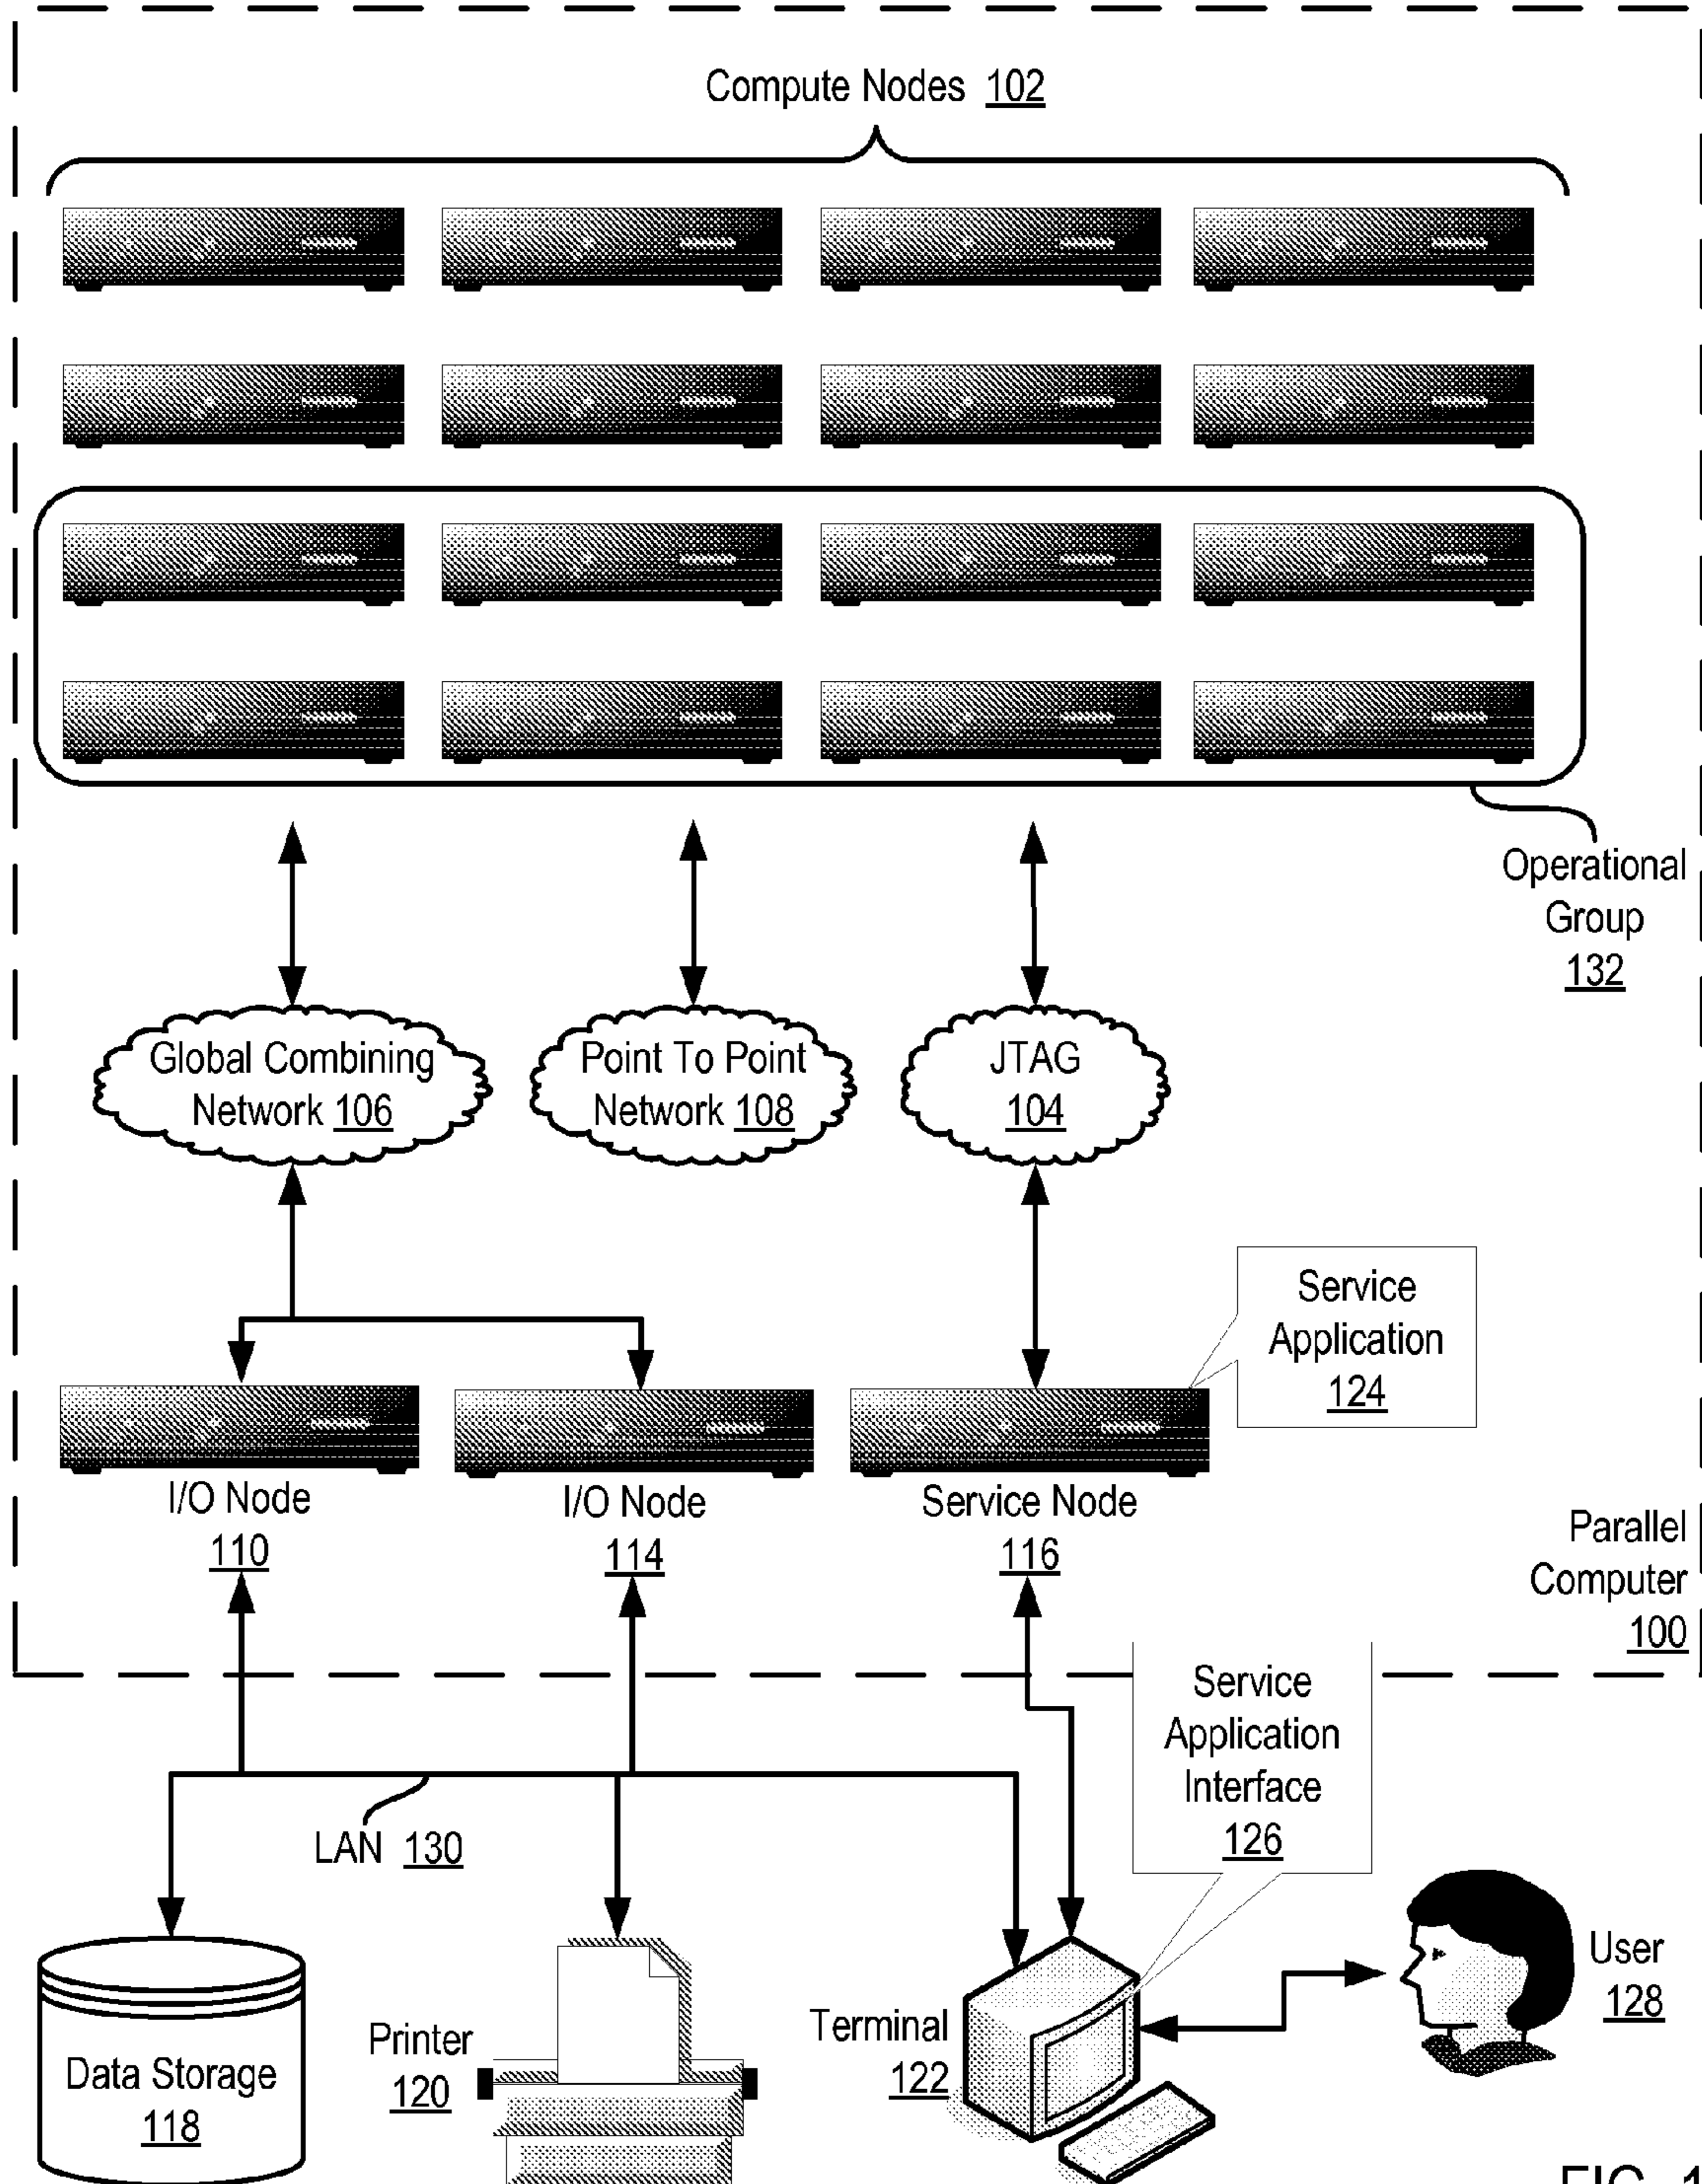 Compute Nodes 102
Operational
Group
132
Global Combining
Network 106
Point To Point
Network 108
JTAG
104
Service
Application
124
I/O Node
110
I/O Node
114
Service Node
116
Parallel
Computer
100
Service
Application
Interface
126
LAN 130
Data Storage
118
Printer
120
Terminal
122
User
128
FIG. 1